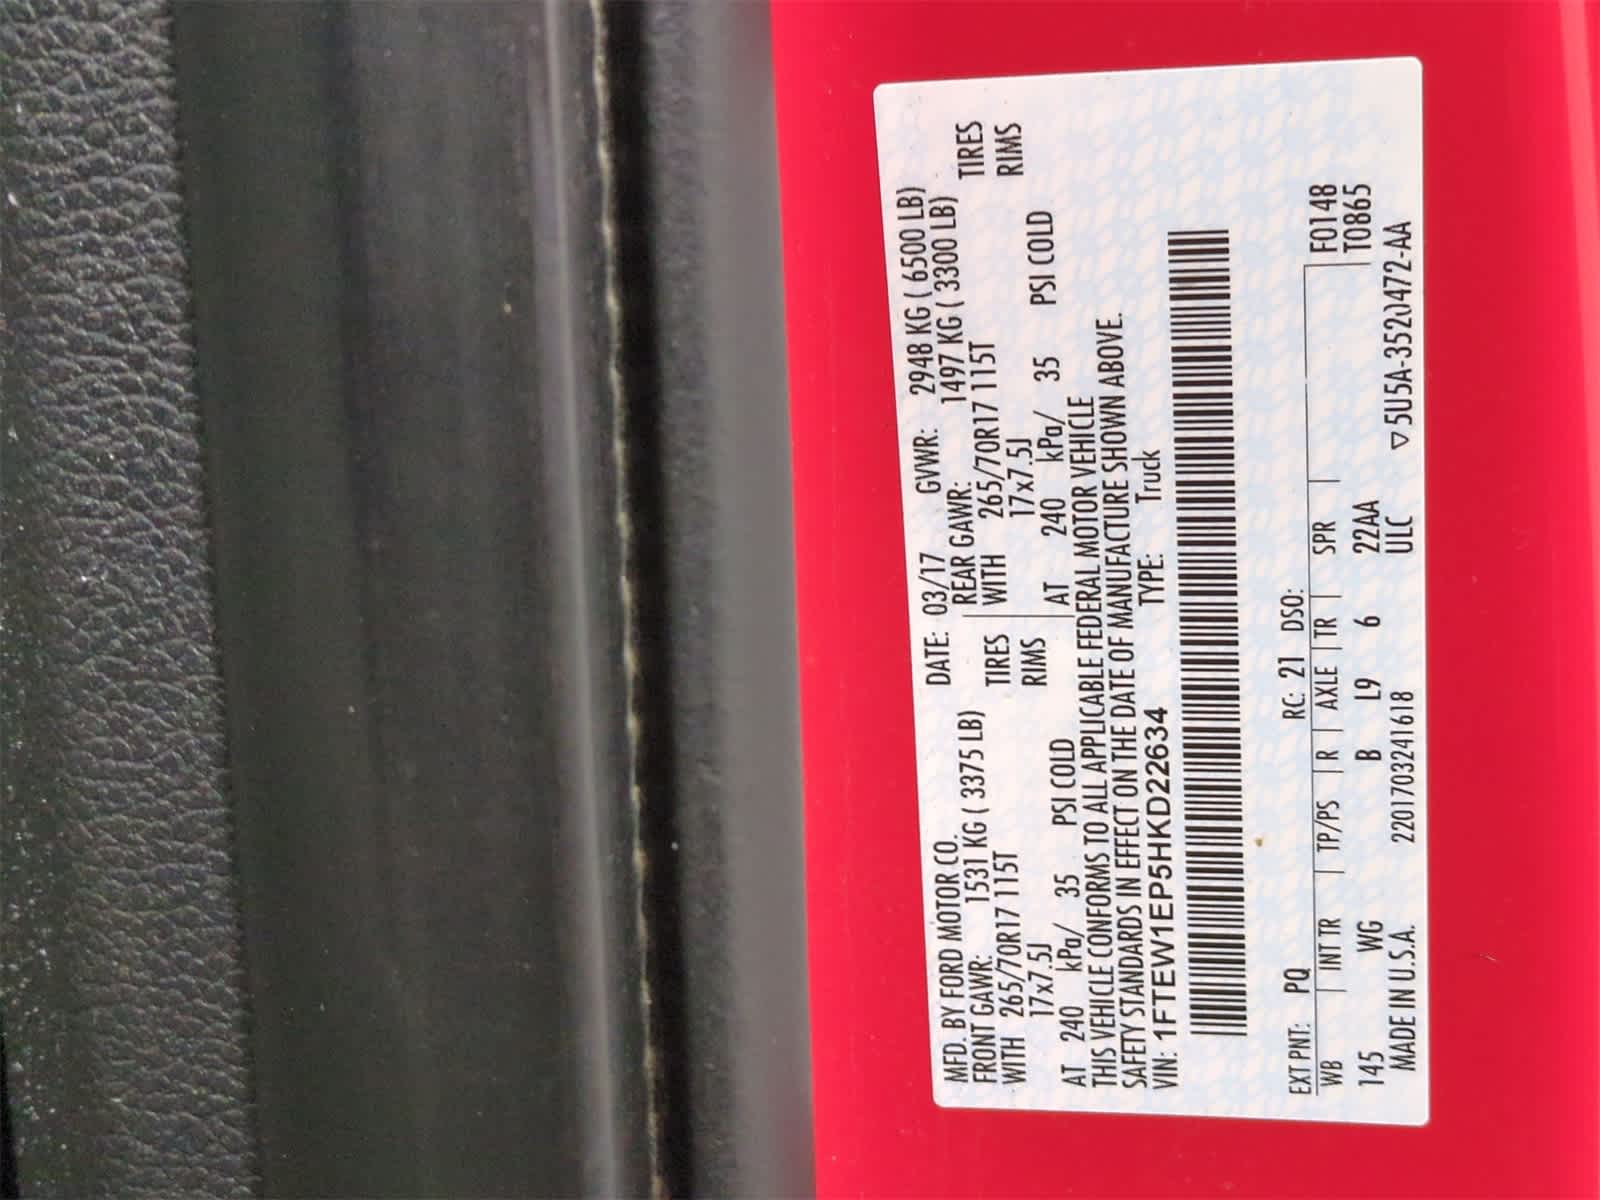 MFD. BY FORD MOTOR CO. DATE: 03/17 GVWR: 2948 KG ( 6500 LB)
FRONT GAWR: 1531 KG ( 3375 LB) REAR GAWR: 1497 KG ( 3300 LB)
WITH 265/70R17 115T TIRES WITH 265/70R17 115T TIRES
17x7.5J RIMS 17x7.5J RIMS
AT 240 kPa/ 35 PSI COLD AT 240 kPa/ 35 PSI COLD
THIS VEHICLE CONFORMS TO ALL APPLICABLE FEDERAL MOTOR VEHICLE
SAFETY STANDARDS IN EFFECT ON THE DATE OF MANUFACTURE SHOWN ABOVE.
VIN: 1FTEW1EP5HKD22634 TYPE: Truck
EXT PNT: PQ RC: 21 DSO:
WB INT TR TP/PS R AXLE TR SPR F0148
145 WG B L9 6 22AA T0865
MADE IN U.S.A. 2201703241618 ULC ▽5U5A-3520472-AA